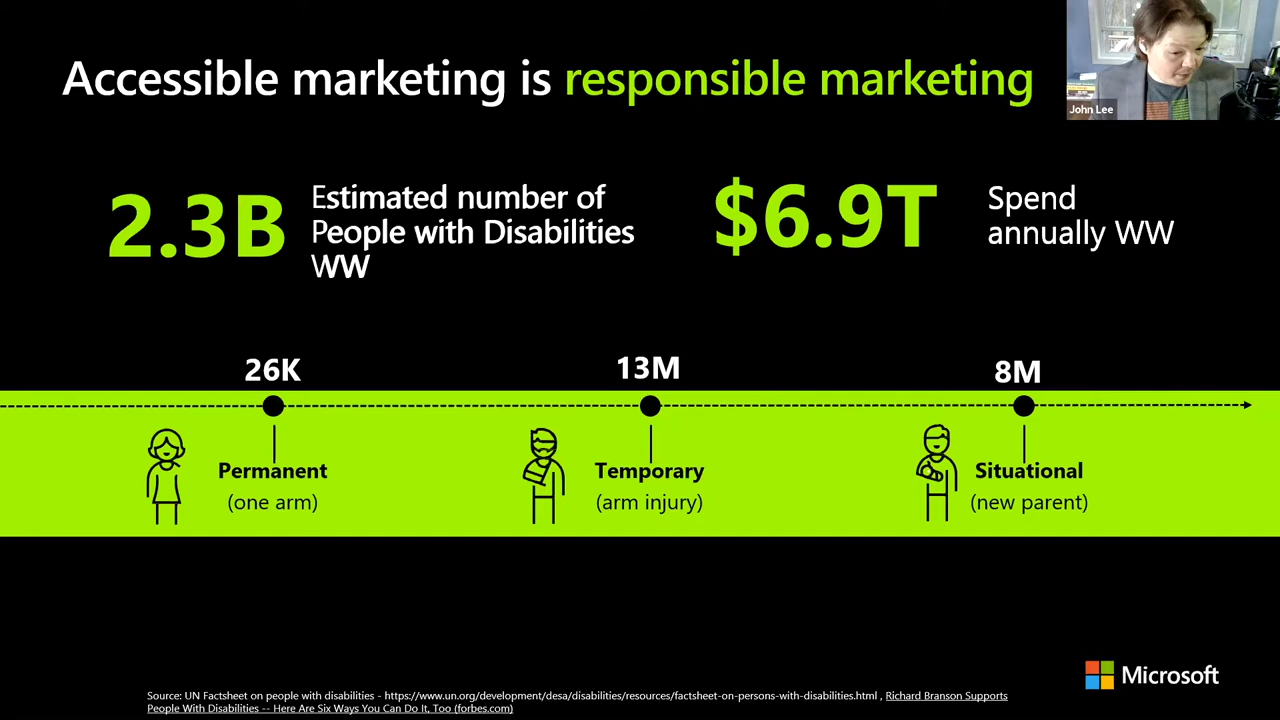 Accessible marketing is responsible marketing
John Lee
2.3B
Estimated number of
People with Disabilities
WW
$6.9T
Spend
annually WW
26K
13M
8M
Permanent
(one arm)
Temporary
(arm injury)
Situational
(new parent)
Microsoft
Source: UN Factsheet on people with disabilities - https://www.un.org/development/desa/disabilities/resources/factsheet-on-persons-with-disabilities.html , Richard Branson Supports
People With Disabilities -- Here Are Six Ways You Can Do It, Too (forbes.com)